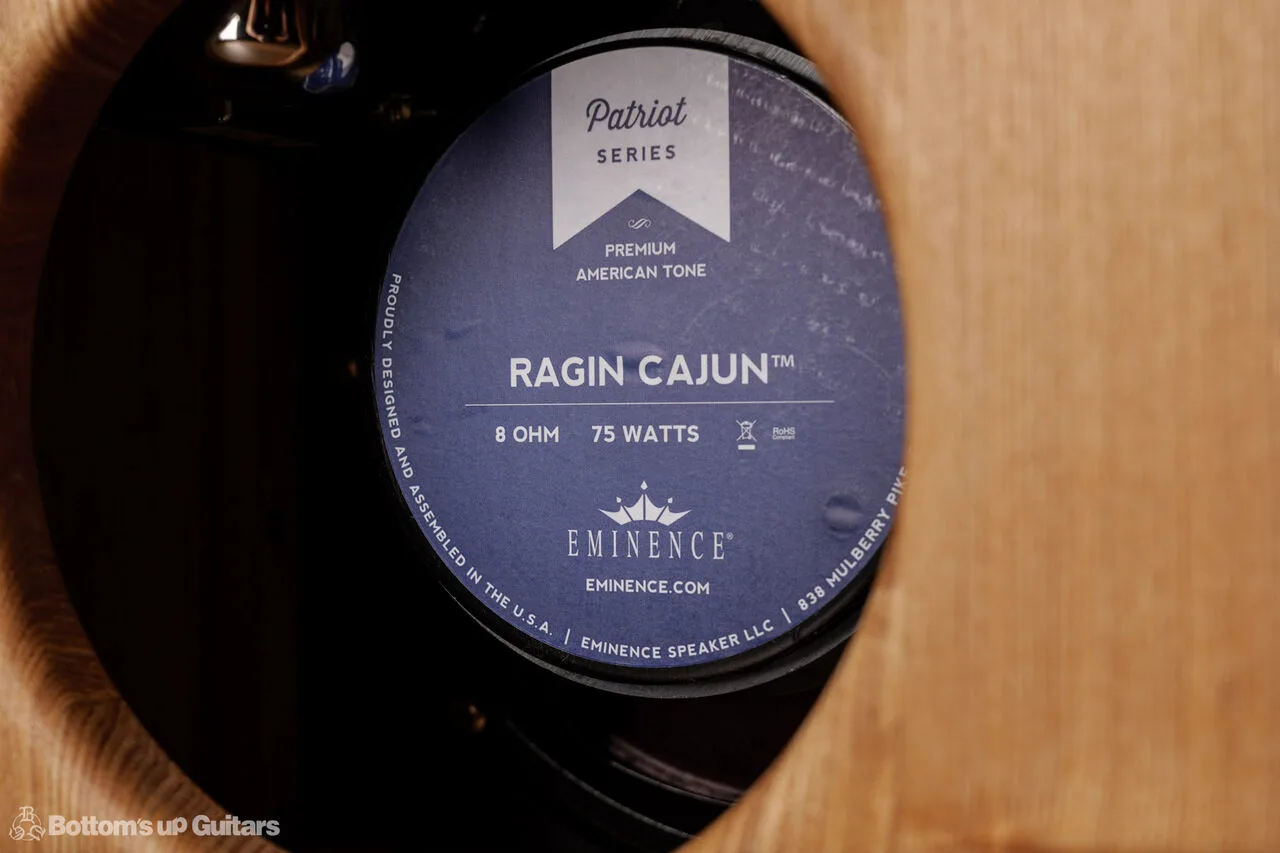 Patriot
SERIES
PREMIUM
AMERICAN TONE
RAGIN CAJUN™
8 OHM 75 WATTS
RoHS
Compliant
EMINENCE®
EMINENCE.COM
PROUDLY DESIGNED AND ASSEMBLED IN THE U.S.A. | EMINENCE SPEAKER LLC | 838 MULBERRY PIKE
Bottom's up Guitars